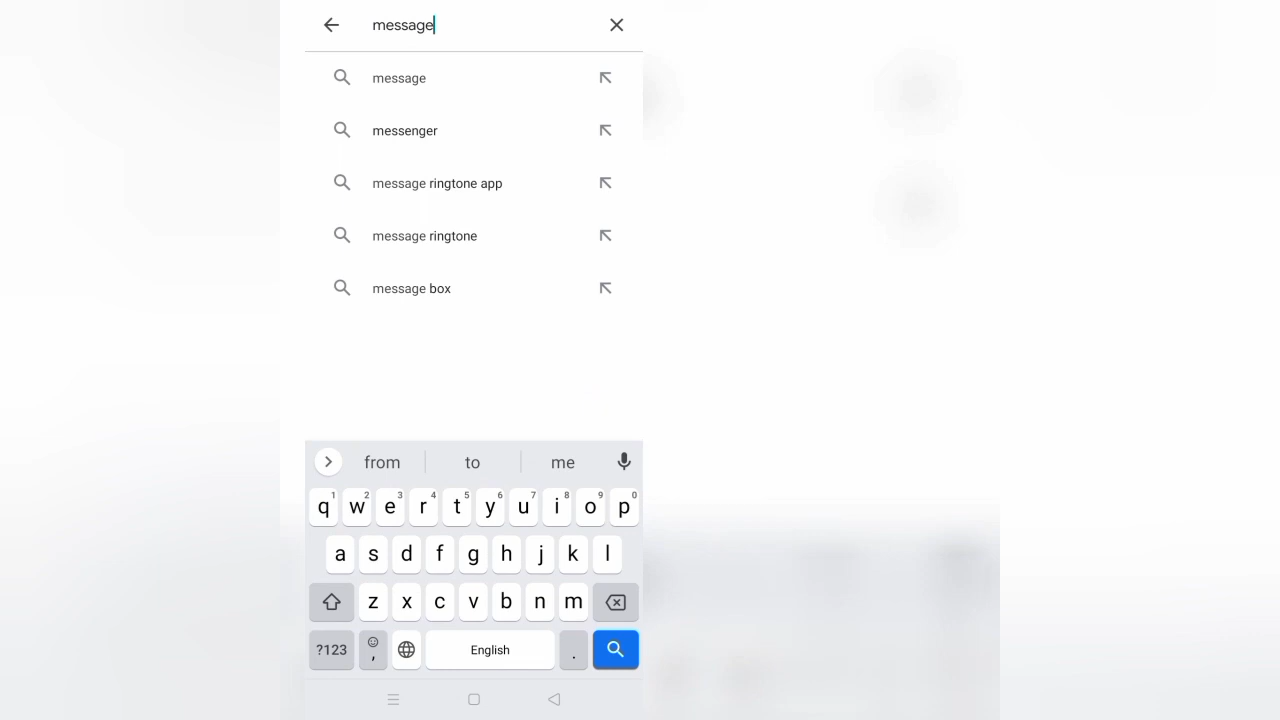 message
message
messenger
message ringtone app
message ringtone
message box
from to me
q1 w2 e3 r4 t5 y6 u7 i8 o9 p0
a s d f g h j k l
z x c v b n m
?123 , English .